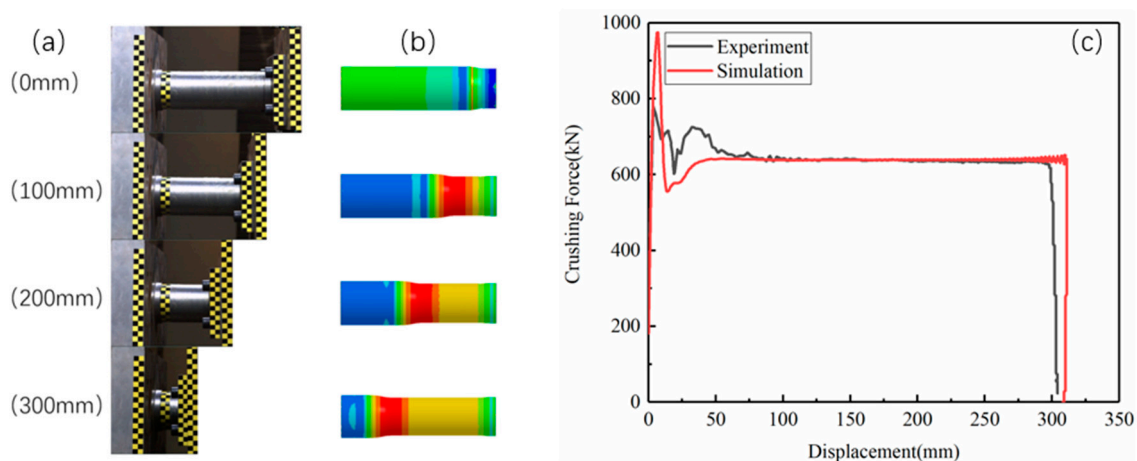 (a)
(0mm)
(100mm)
(200mm)
(300mm)
(b)
(c)
Experiment
Simulation
1000
800
600
400
200
0
Crushing Force(kN)
0
50
100
150
200
250
300
350
Displacement(mm)